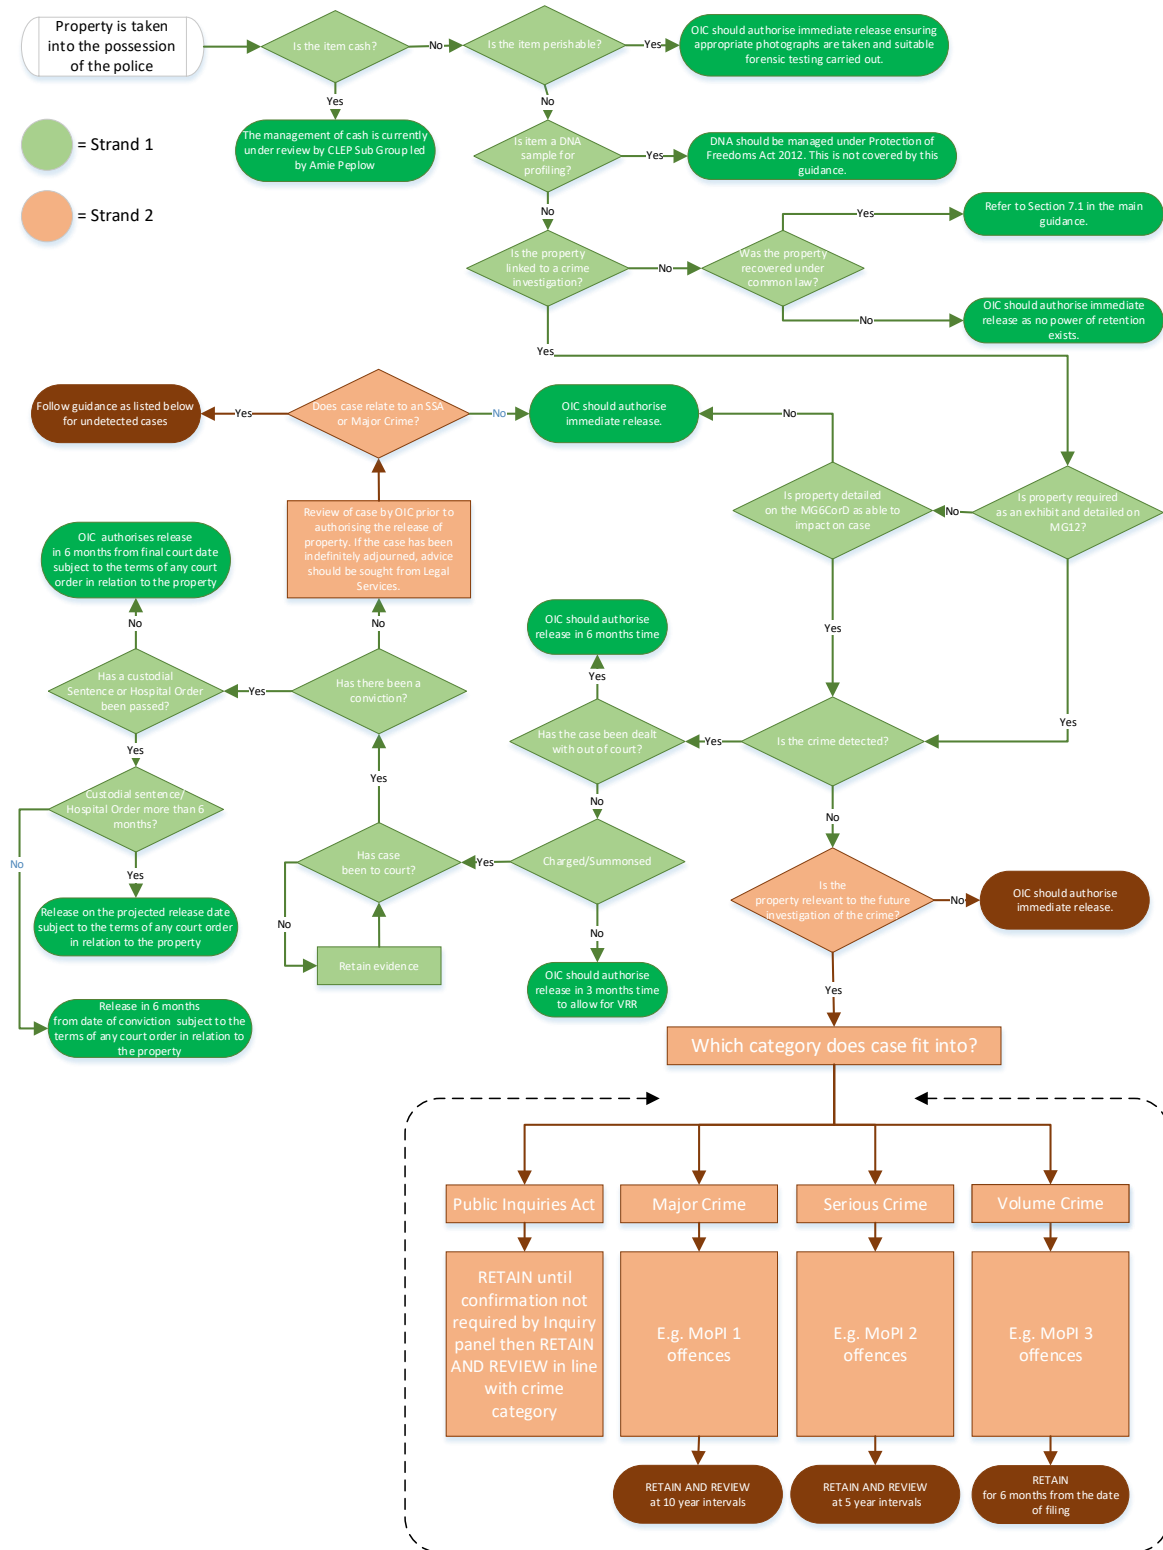 Property is taken
into the possession
of the police
Is the item cash?
No
Is the item perishable?
Yes
OIC should authorise immediate release ensuring
appropriate photographs are taken and suitable
forensic testing carried out.
Yes
No
= Strand 1
The management of cash is currently
under review by CLEP Sub Group led
by Amie Peplow
Is item a DNA
sample for
profiling?
Yes
DNA should be managed under Protection of
Freedoms Act 2012. This is not covered by this
guidance.
= Strand 2
No
Yes
Refer to Section 7.1 in the main
guidance.
Is the property
linked to a crime
investigation?
No
Was the property
recovered under
common law?
No
OIC should authorise immediate
release as no power of retention
exists.
Yes
Follow guidance as listed below
for undetected cases
Yes
Does case relate to an SSA
or Major Crime?
No
OIC should authorise
immediate release.
No
Is property detailed
on the MG6CorD as able to
impact on case
No
Is property required
as an exhibit and detailed on
MG12?
Review of case by OIC prior to
authorising the release of
property. If the case has been
indefinitely adjourned, advice
should be sought from Legal
Services.
OIC authorises release
in 6 months from final court date
subject to the terms of any court
order in relation to the property
No
No
OIC should authorise
release in 6 months time
Yes
Yes
Yes
Has a custodial
Sentence or Hospital Order
been passed?
Yes
Has there been a
conviction?
Has the case been dealt
with out of court?
Yes
Is the crime detected?
Yes
Yes
No
No
Custodial sentence/
Hospital Order more than 6
months?
No
Yes
Has case
been to court?
Yes
Charged/Summonsed
Is the
property relevant to the future
investigation of the crime?
No
OIC should authorise
immediate release.
Release on the projected release date
subject to the terms of any court order
in relation to the property
No
Retain evidence
No
OIC should authorise
release in 3 months time
to allow for VRR
Yes
Release in 6 months
from date of conviction subject to the
terms of any court order in relation to
the property
Which category does case fit into?
Public Inquiries Act
Major Crime
Serious Crime
Volume Crime
RETAIN until
confirmation not
required by Inquiry
panel then RETAIN
AND REVIEW in line
with crime
category
E.g. MoPI 1
offences
E.g. MoPI 2
offences
E.g. MoPI 3
offences
RETAIN AND REVIEW
at 10 year intervals
RETAIN AND REVIEW
at 5 year intervals
RETAIN
for 6 months from the date
of filing